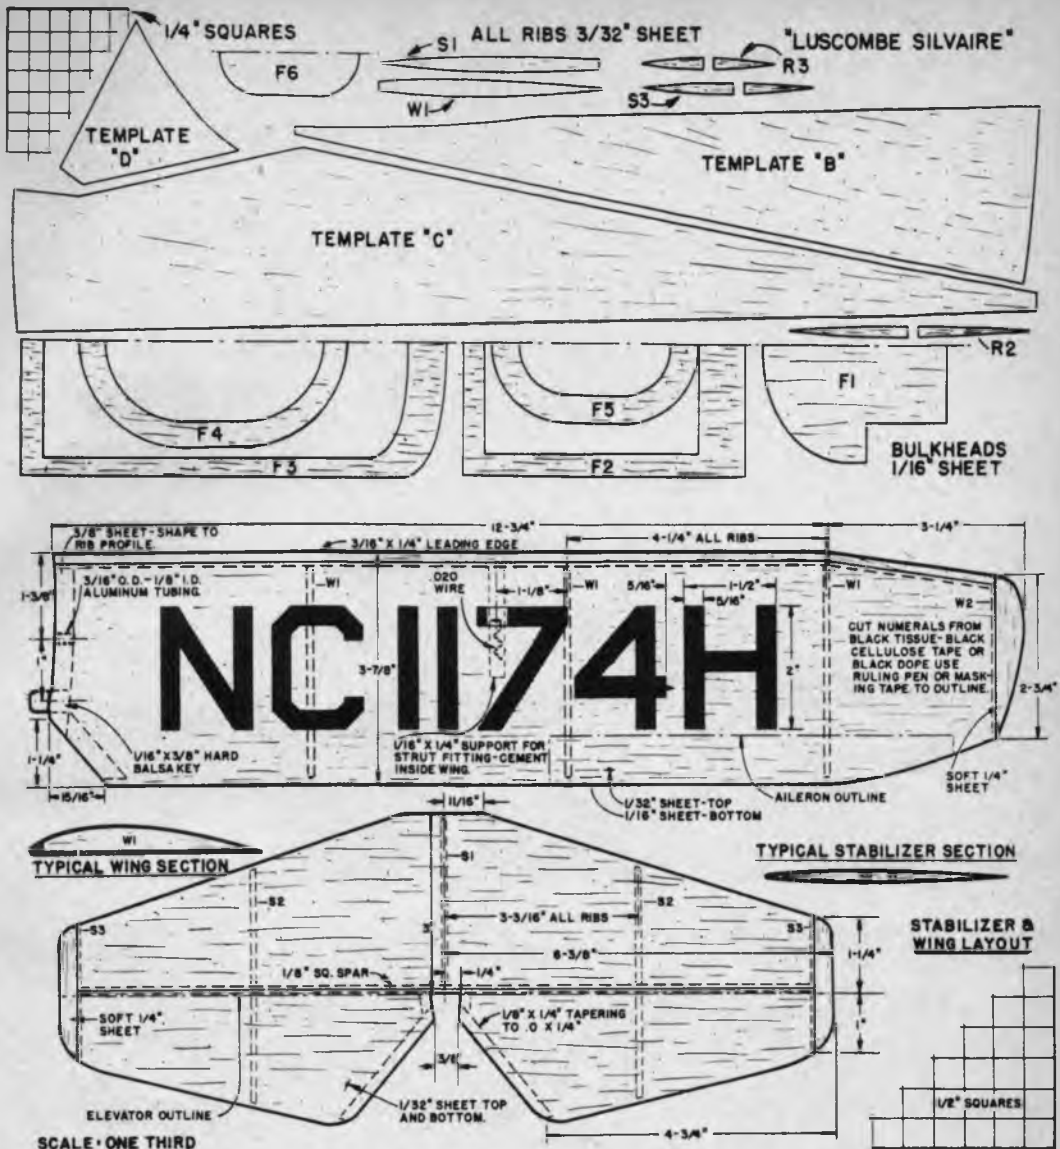 1/4" SQUARES
ALL RIBS 3/32" SHEET
"LUSCOMBE SILVAIRE"
S1
F6
R3
W1
S3
TEMPLATE
"D"
TEMPLATE "B"
TEMPLATE "C"
R2
F1
F5
F4
F3
F2
BULKHEADS
1/16" SHEET
12-3/4"
3-1/4"
3/8" SHEET-SHAPE TO
RIB PROFILE.
3/16" X 1/4" LEADING EDGE
4-1/4" ALL RIBS
3/16" O.D.-1/8" I.D.
ALUMINUM TUBING.
W1
020
WIRE
1-1/8"
W1
5/16"
1-1/2"
5/16"
W1
W2
1-3/8"
1"
NC1174H
3-7/8"
2"
CUT NUMERALS FROM
BLACK TISSUE-BLACK
CELLULOSE TAPE OR
BLACK DOPE USE
RULING PEN OR MASK-
ING TAPE TO OUTLINE.
2-3/4"
1-1/4"
1/16" X 3/8" HARD
BALSA KEY
1/16" X 1/4" SUPPORT FOR
STRUT FITTING-CEMENT
INSIDE WING.
SOFT 1/4"
SHEET
15/16"
11/16"
1/32" SHEET-TOP
1/16" SHEET-BOTTOM
AILERON OUTLINE
W1
TYPICAL WING SECTION
S1
TYPICAL STABILIZER SECTION
S2
S2
3-3/16" ALL RIBS
S3
3"
S3
6-3/8"
STABILIZER &
WING LAYOUT
1-1/4"
1/8" SQ. SPAR
1/4"
SOFT 1/4"
SHEET
1/8" X 1/4" TAPERING
TO .0 X 1/4"
1"
3/8"
ELEVATOR OUTLINE
1/32" SHEET TOP
AND BOTTOM.
4-3/4"
1/2" SQUARES
SCALE · ONE THIRD